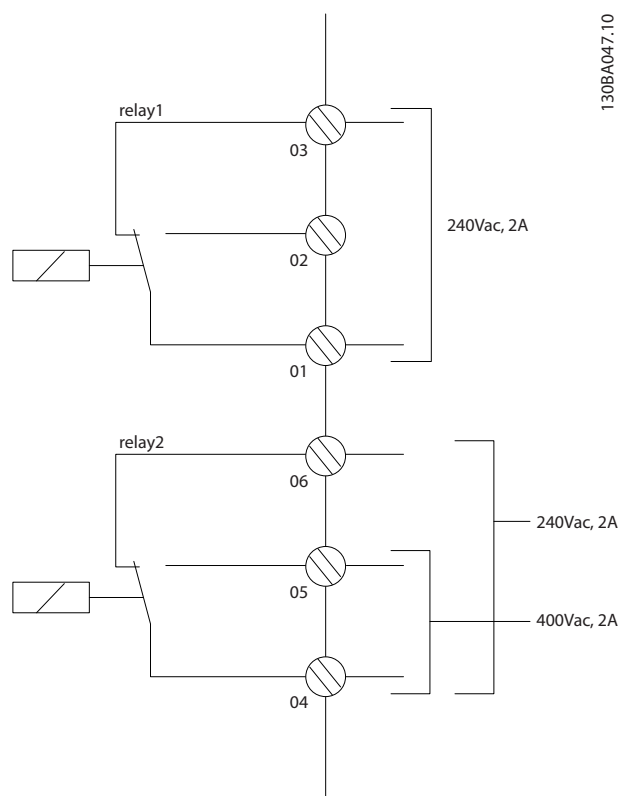 130BA047.10
relay1
03
02
240Vac, 2A
01
relay2
06
240Vac, 2A
05
400Vac, 2A
04